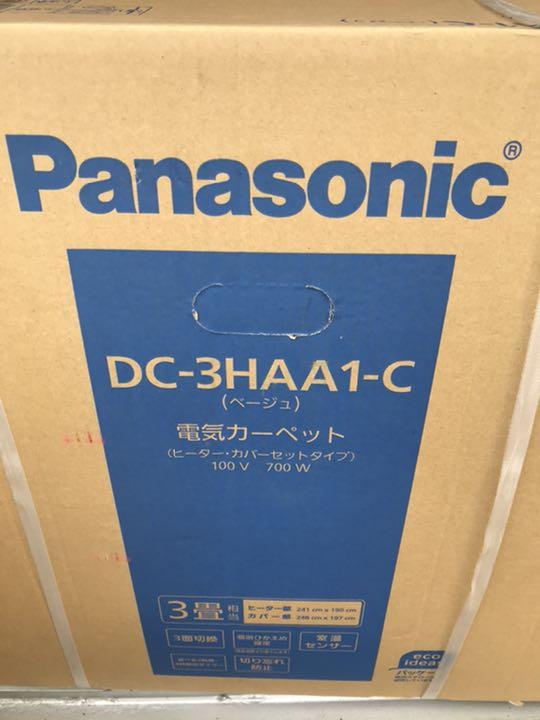 Panasonic®
DC-3HAA1-C
(ベージュ)
電気カーペット
(ヒーター・カバーセットタイプ)
100 V 700 W
3畳相当
ヒーター部 241 cm x 190 cm
カバー部 246 cm x 197 cm
3面切換
室温センサー
切り忘れ防止
eco ideas